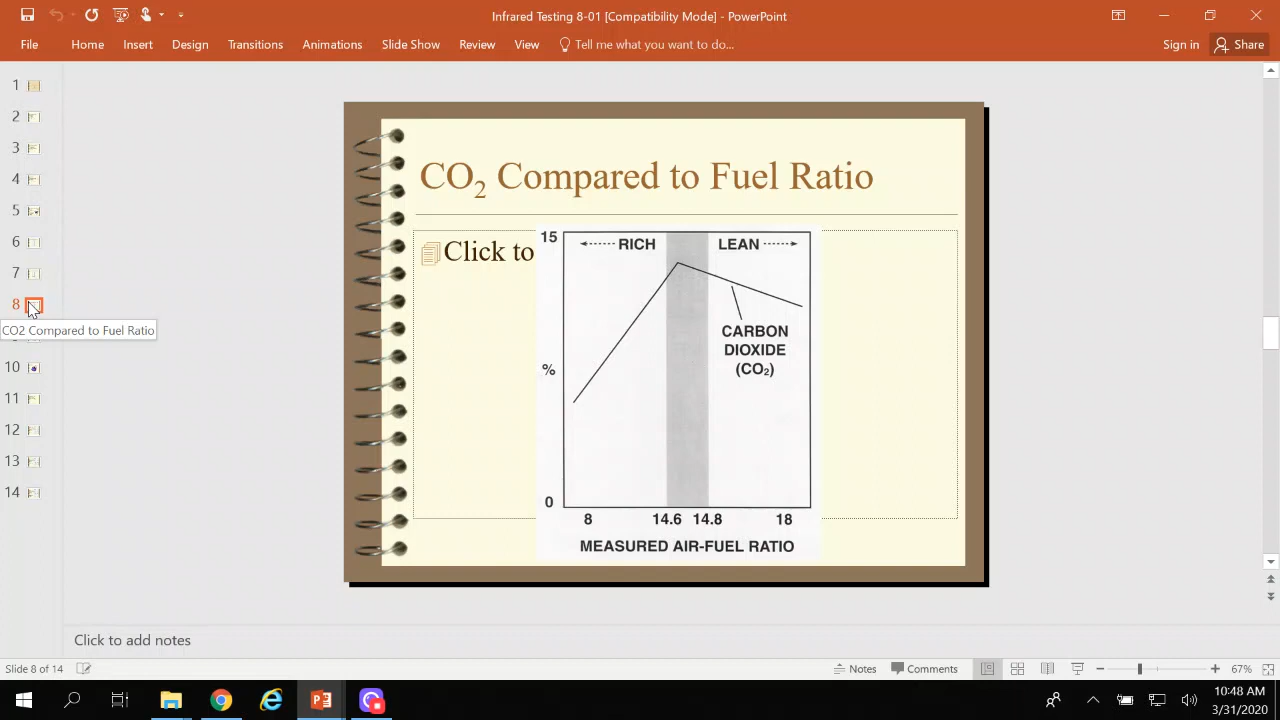 Infrared Testing 8-01 [Compatibility Mode] - PowerPoint
File Home Insert Design Transitions Animations Slide Show Review View Tell me what you want to do... Sign in Share
1
2
3
4
5
6
7
8
CO2 Compared to Fuel Ratio
10
11
12
13
14
CO₂ Compared to Fuel Ratio
Click to
15
RICH LEAN
CARBON
DIOXIDE
(CO₂)
%
0
8 14.6 14.8 18
MEASURED AIR-FUEL RATIO
Click to add notes
Slide 8 of 14 Notes Comments 67%
10:48 AM
3/31/2020